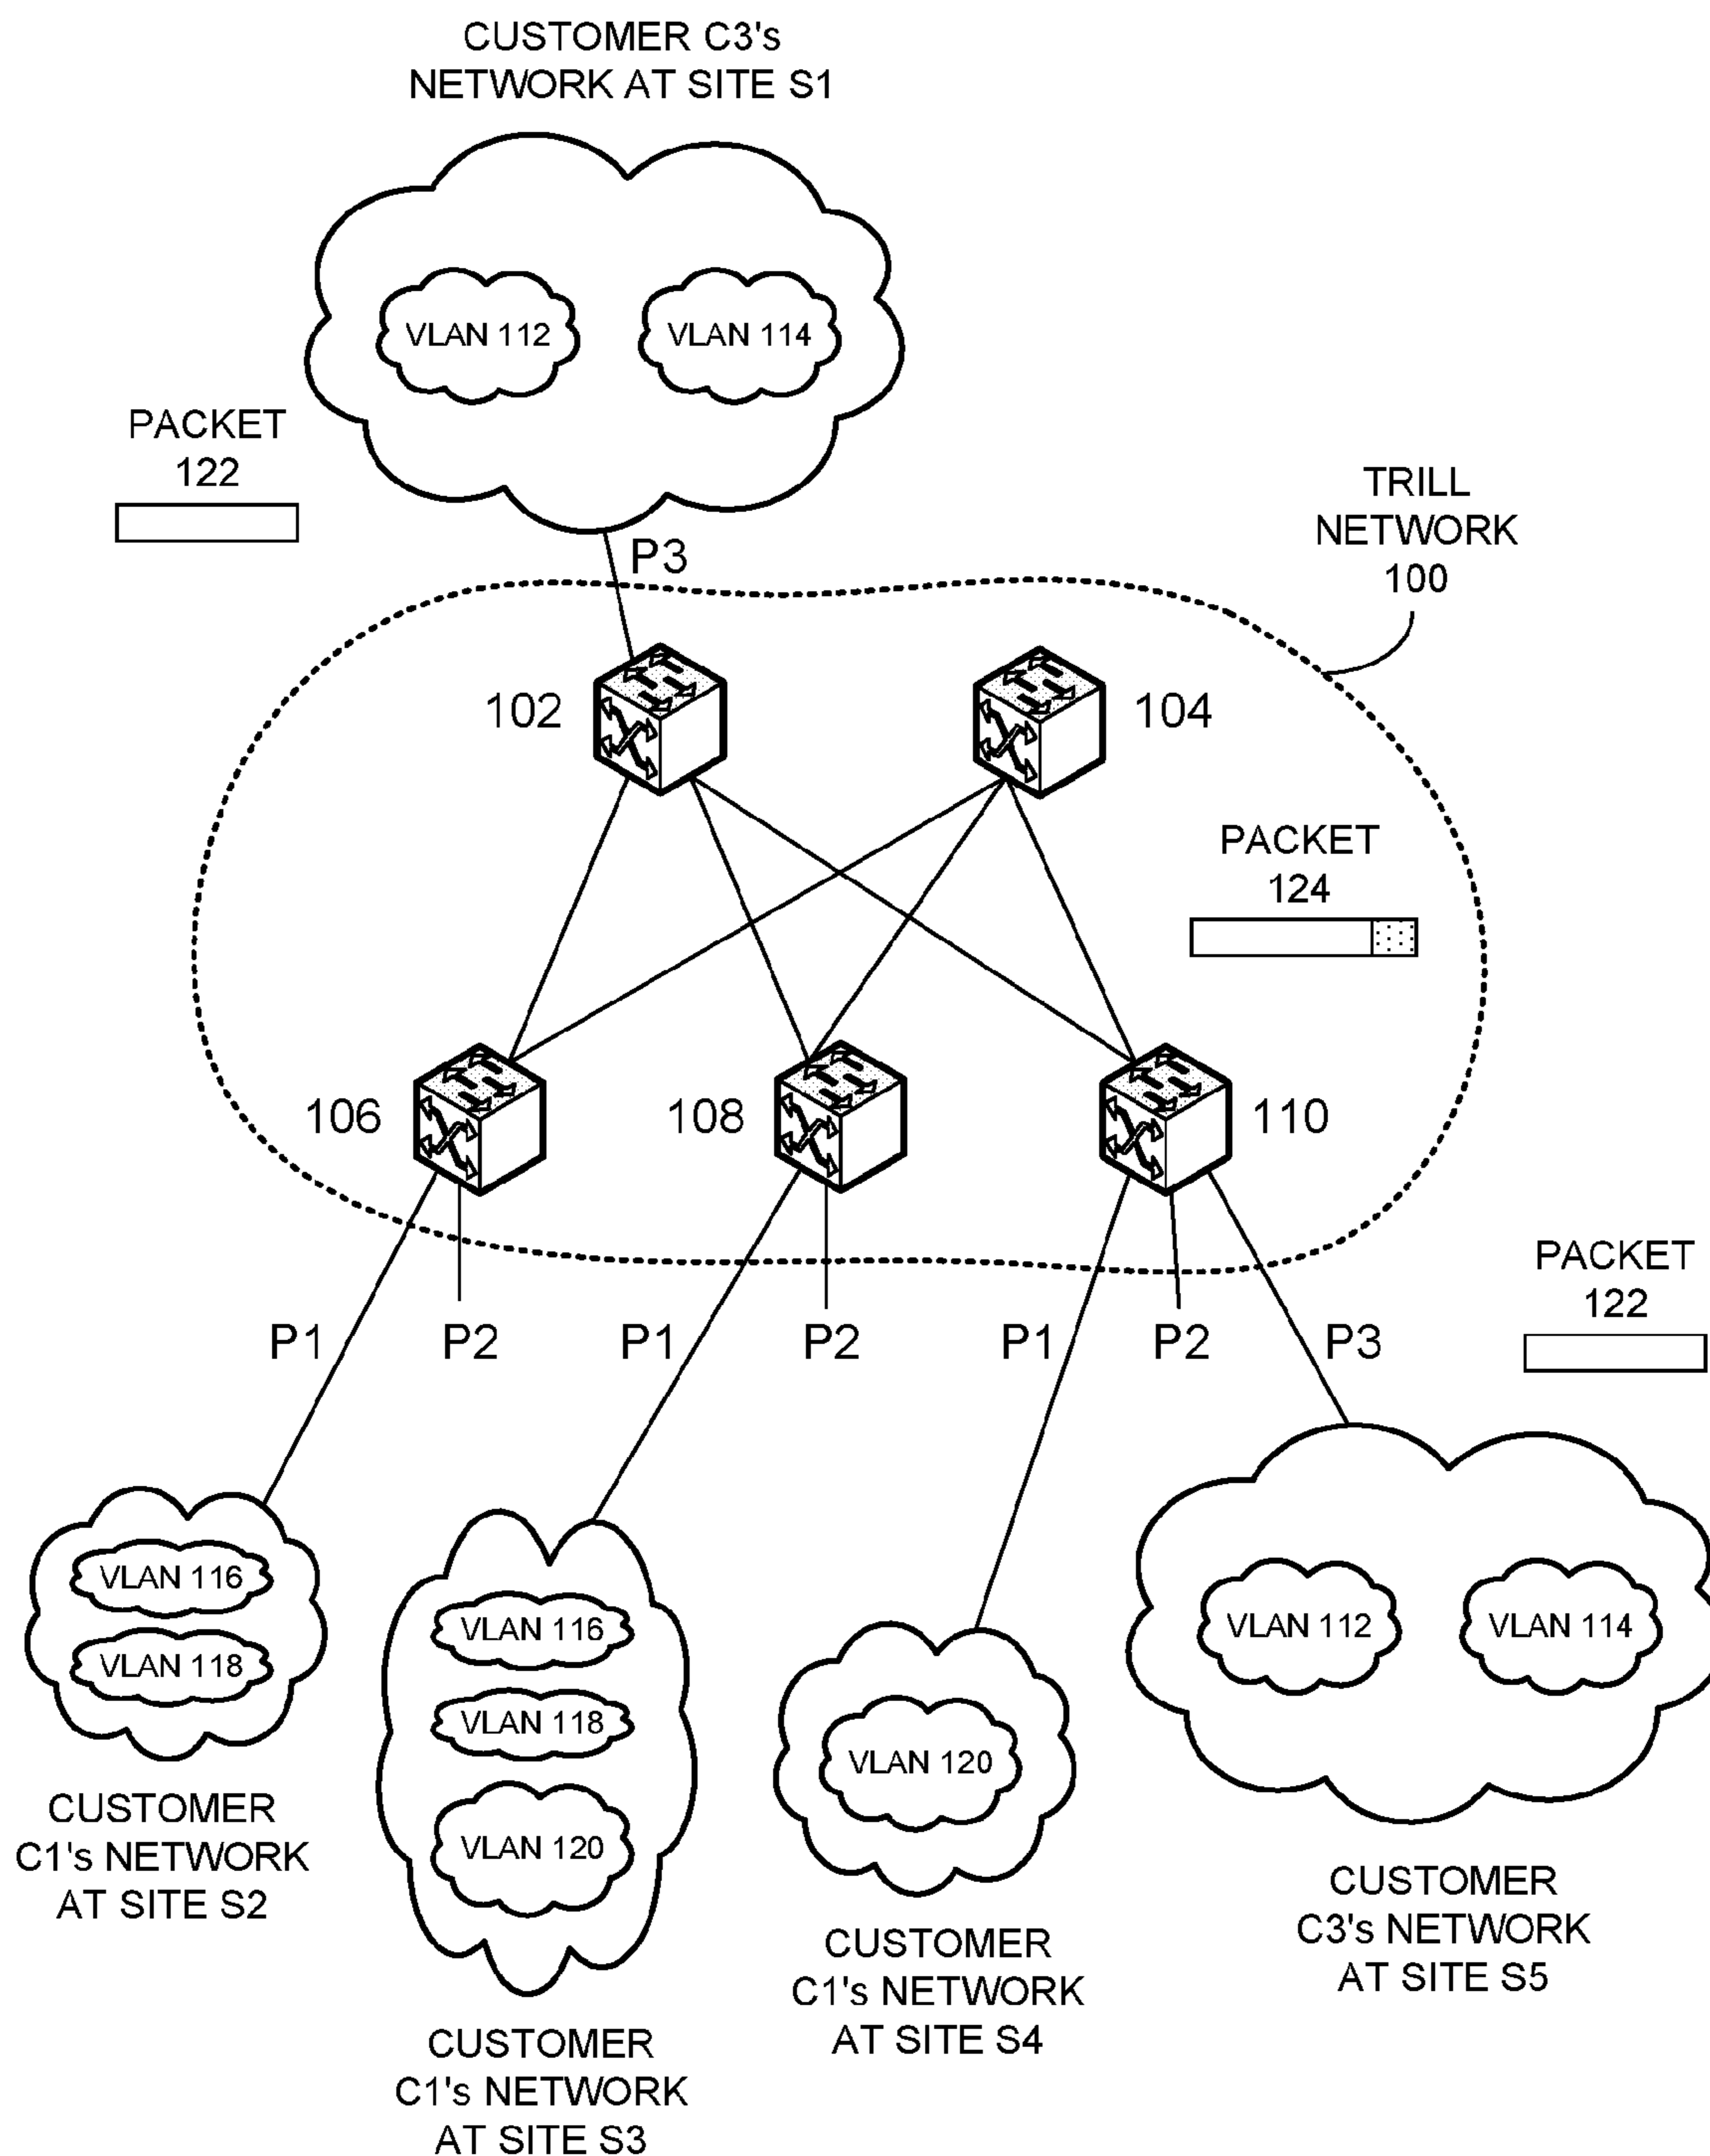 CUSTOMER C3's
NETWORK AT SITE S1
VLAN 112
VLAN 114
PACKET
122
TRILL
NETWORK
100
P3
102
104
PACKET
124
106
108
110
PACKET
122
P1
P2
P1
P2
P1
P2
P3
VLAN 116
VLAN 118
CUSTOMER
C1's NETWORK
AT SITE S2
VLAN 116
VLAN 118
VLAN 120
CUSTOMER
C1's NETWORK
AT SITE S3
VLAN 120
CUSTOMER
C1's NETWORK
AT SITE S4
VLAN 112
VLAN 114
CUSTOMER
C3's NETWORK
AT SITE S5